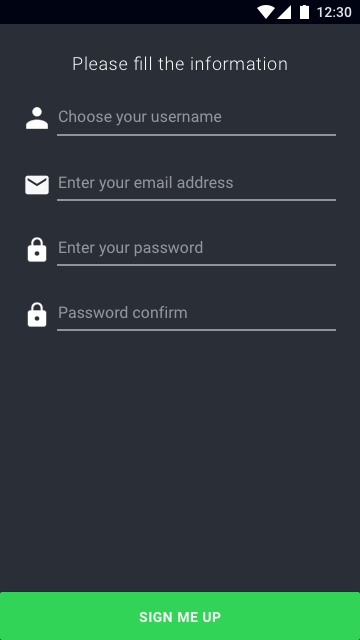 12:30
Please fill the information
Choose your username
Enter your email address
Enter your password
Password confirm
SIGN ME UP